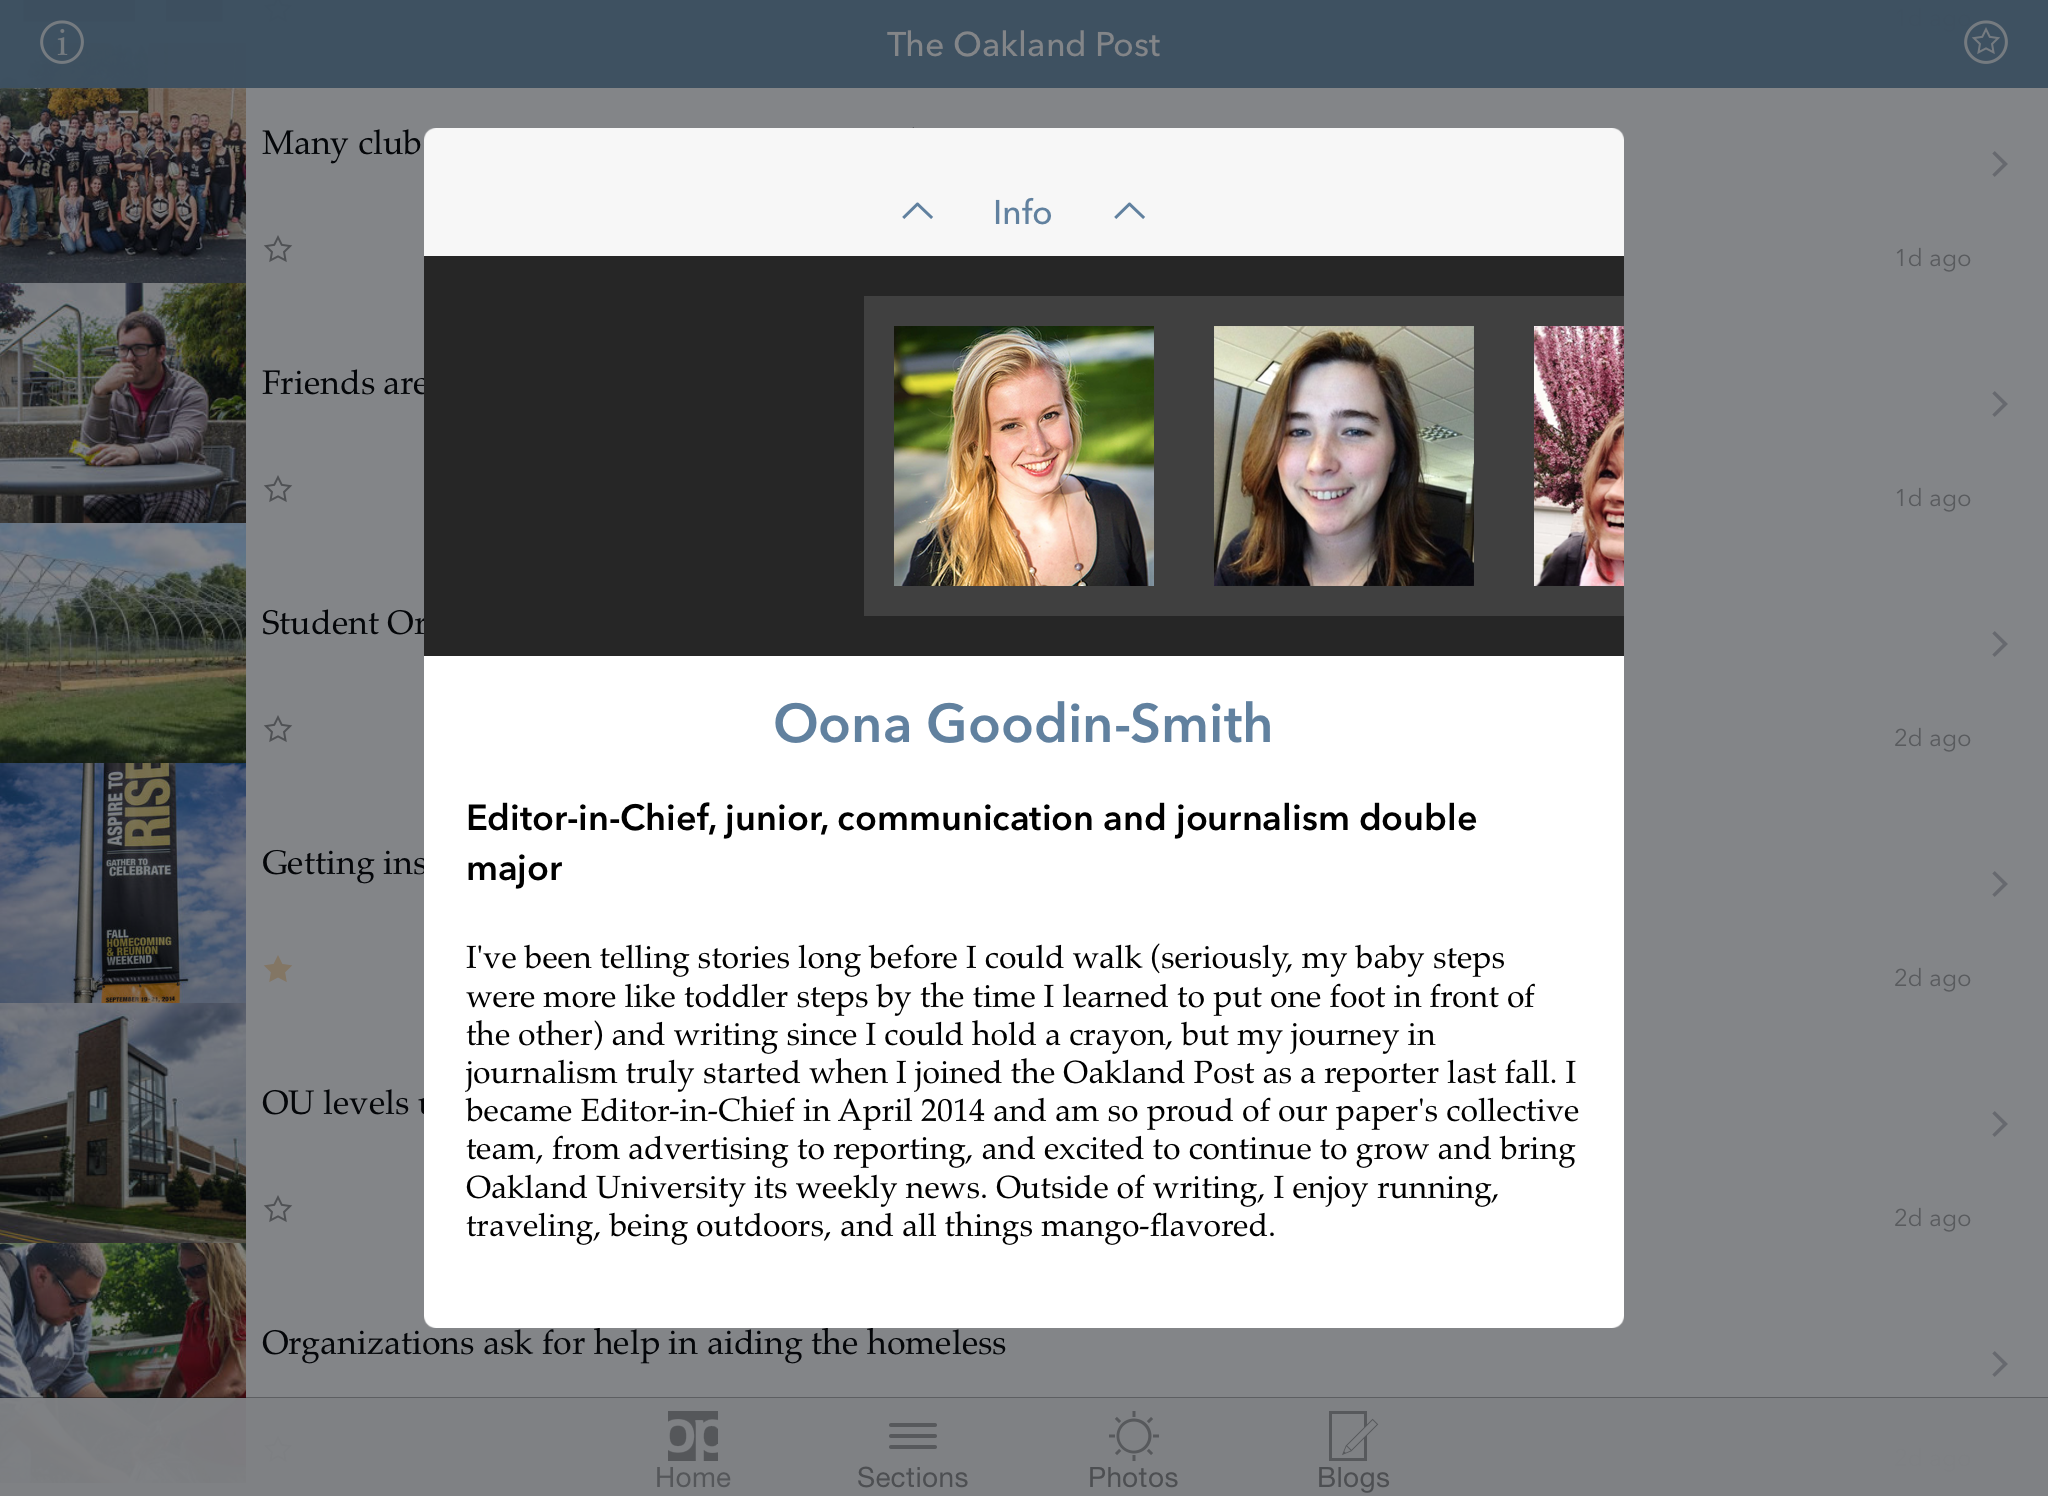 The Oakland Post
Many club
1d ago
Info
Friends are
1d ago
Student Or
2d ago
ASPIRE TO
RISE
GATHER TO
CELEBRATE
FALL
HOMECOMING
& REUNION
WEEKEND
SEPTEMBER 19-21, 2014
Getting ins
2d ago
OU levels
2d ago
Oona Goodin-Smith
Editor-in-Chief, junior, communication and journalism double
major
I've been telling stories long before I could walk (seriously, my baby steps
were more like toddler steps by the time I learned to put one foot in front of
the other) and writing since I could hold a crayon, but my journey in
journalism truly started when I joined the Oakland Post as a reporter last fall. I
became Editor-in-Chief in April 2014 and am so proud of our paper's collective
team, from advertising to reporting, and excited to continue to grow and bring
Oakland University its weekly news. Outside of writing, I enjoy running,
traveling, being outdoors, and all things mango-flavored.
Organizations ask for help in aiding the homeless
op
Home
Sections
Photos
Blogs